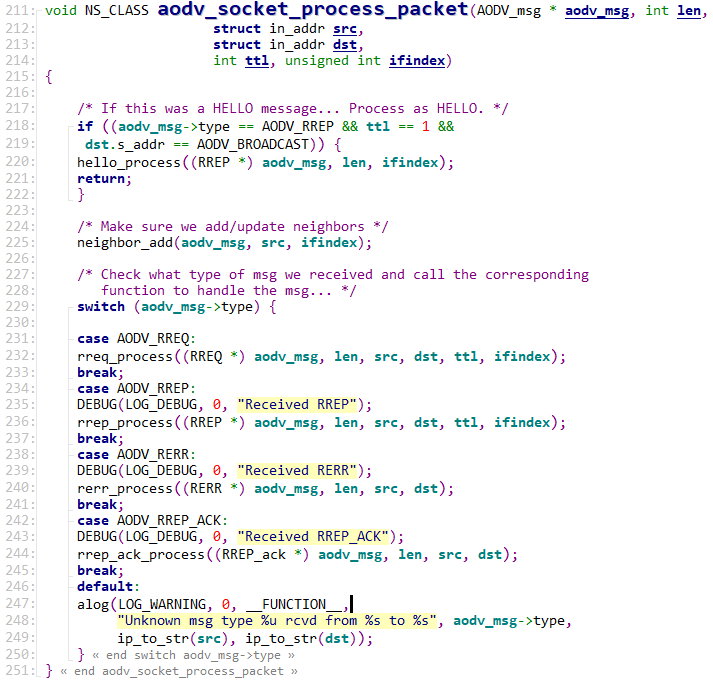 211: void NS_CLASS aodv_socket_process_packet(AODV_msg * aodv_msg, int len,
212: struct in_addr src,
213: struct in_addr dst,
214: int ttl, unsigned int ifindex)
215: {
216:
217: /* If this was a HELLO message... Process as HELLO. */
218: if ((aodv_msg->type == AODV_RREP && ttl == 1 &&
219: dst.s_addr == AODV_BROADCAST)) {
220: hello_process((RREP *) aodv_msg, len, ifindex);
221: return;
222: }
223:
224: /* Make sure we add/update neighbors */
225: neighbor_add(aodv_msg, src, ifindex);
226:
227: /* Check what type of msg we received and call the corresponding
228: function to handle the msg... */
229: switch (aodv_msg->type) {
230:
231: case AODV_RREQ:
232: rreq_process((RREQ *) aodv_msg, len, src, dst, ttl, ifindex);
233: break;
234: case AODV_RREP:
235: DEBUG(LOG_DEBUG, 0, "Received RREP");
236: rrep_process((RREP *) aodv_msg, len, src, dst, ttl, ifindex);
237: break;
238: case AODV_RERR:
239: DEBUG(LOG_DEBUG, 0, "Received RERR");
240: rerr_process((RERR *) aodv_msg, len, src, dst);
241: break;
242: case AODV_RREP_ACK:
243: DEBUG(LOG_DEBUG, 0, "Received RREP_ACK");
244: rrep_ack_process((RREP_ack *) aodv_msg, len, src, dst);
245: break;
246: default:
247: alog(LOG_WARNING, 0, __FUNCTION__,
248: "Unknown msg type %u rcvd from %s to %s", aodv_msg->type,
249: ip_to_str(src), ip_to_str(dst));
250: } « end switch aodv_msg->type »
251: } « end aodv_socket_process_packet »